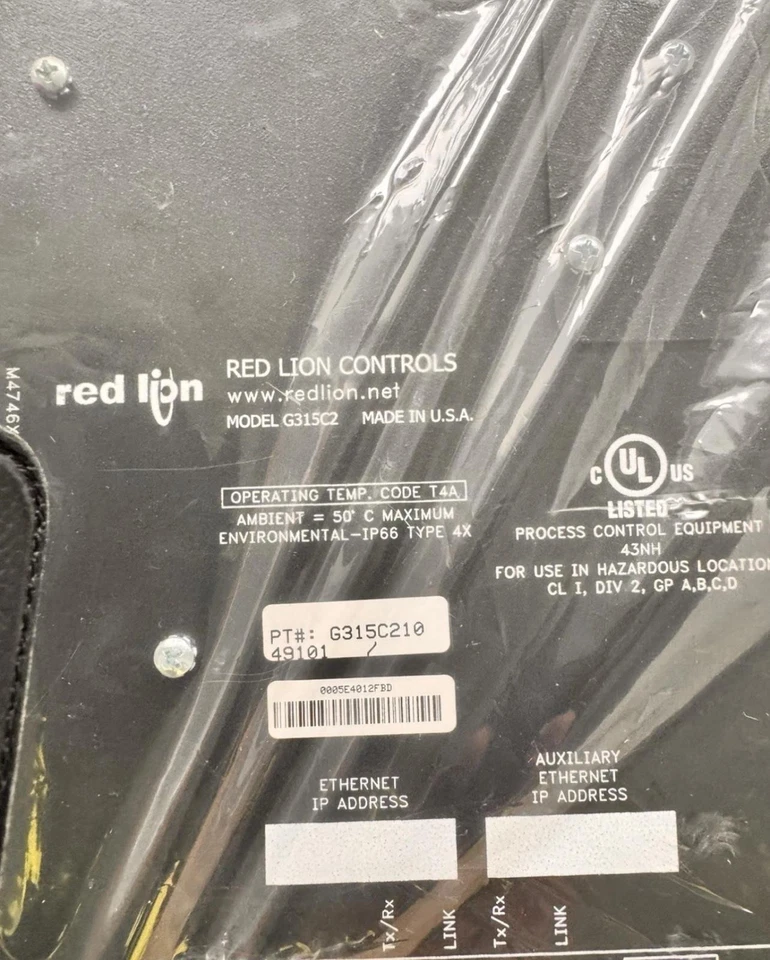 M4746X
red lion
RED LION CONTROLS
www.redlion.net
MODEL G315C2 MADE IN U.S.A.
OPERATING TEMP. CODE T4A
AMBIENT = 50° C MAXIMUM
ENVIRONMENTAL-IP66 TYPE 4X
C UL US
LISTED
PROCESS CONTROL EQUIPMENT
43NH
FOR USE IN HAZARDOUS LOCATION
CL I, DIV 2, GP A,B,C,D
PT#: G315C210
49101
0005E4012FBD
ETHERNET
IP ADDRESS
AUXILIARY
ETHERNET
IP ADDRESS
Tx/Rx
LINK
Tx/Rx
LINK